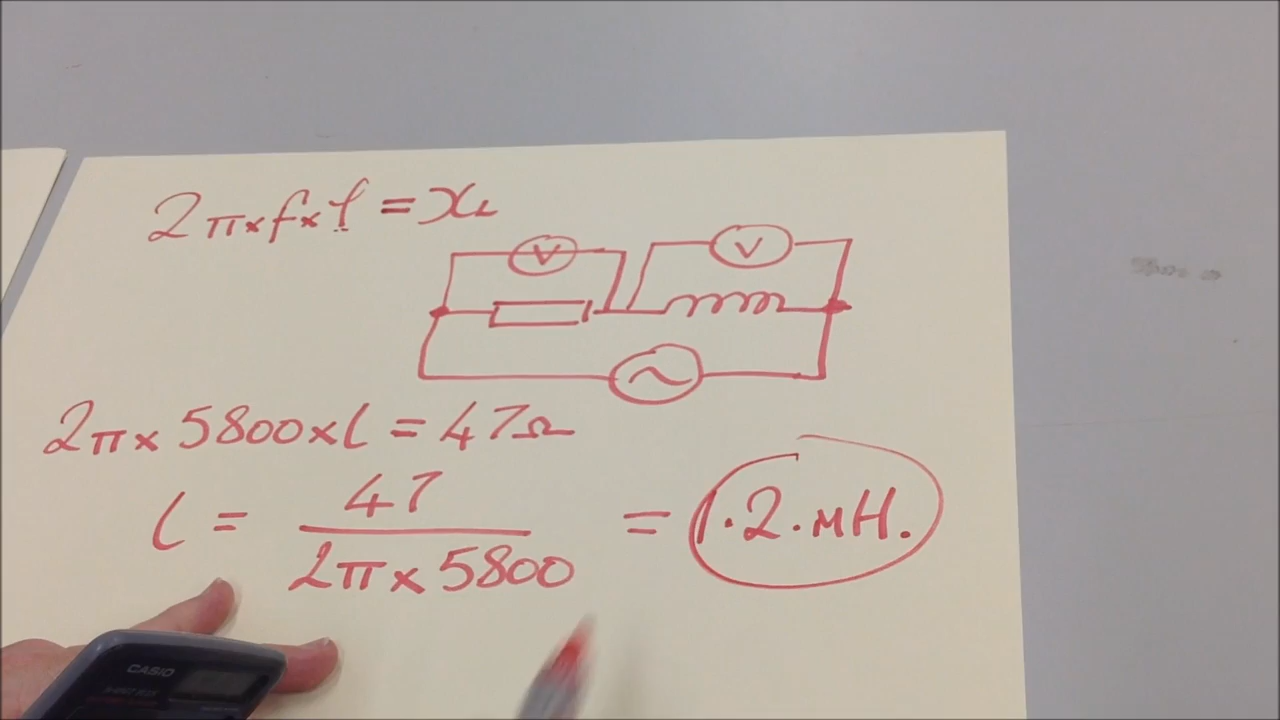 2π×f×l = XL
V V
2π× 5800×l = 47Ω
l = 47 / 2π× 5800 = 1.2.mH.
CASIO